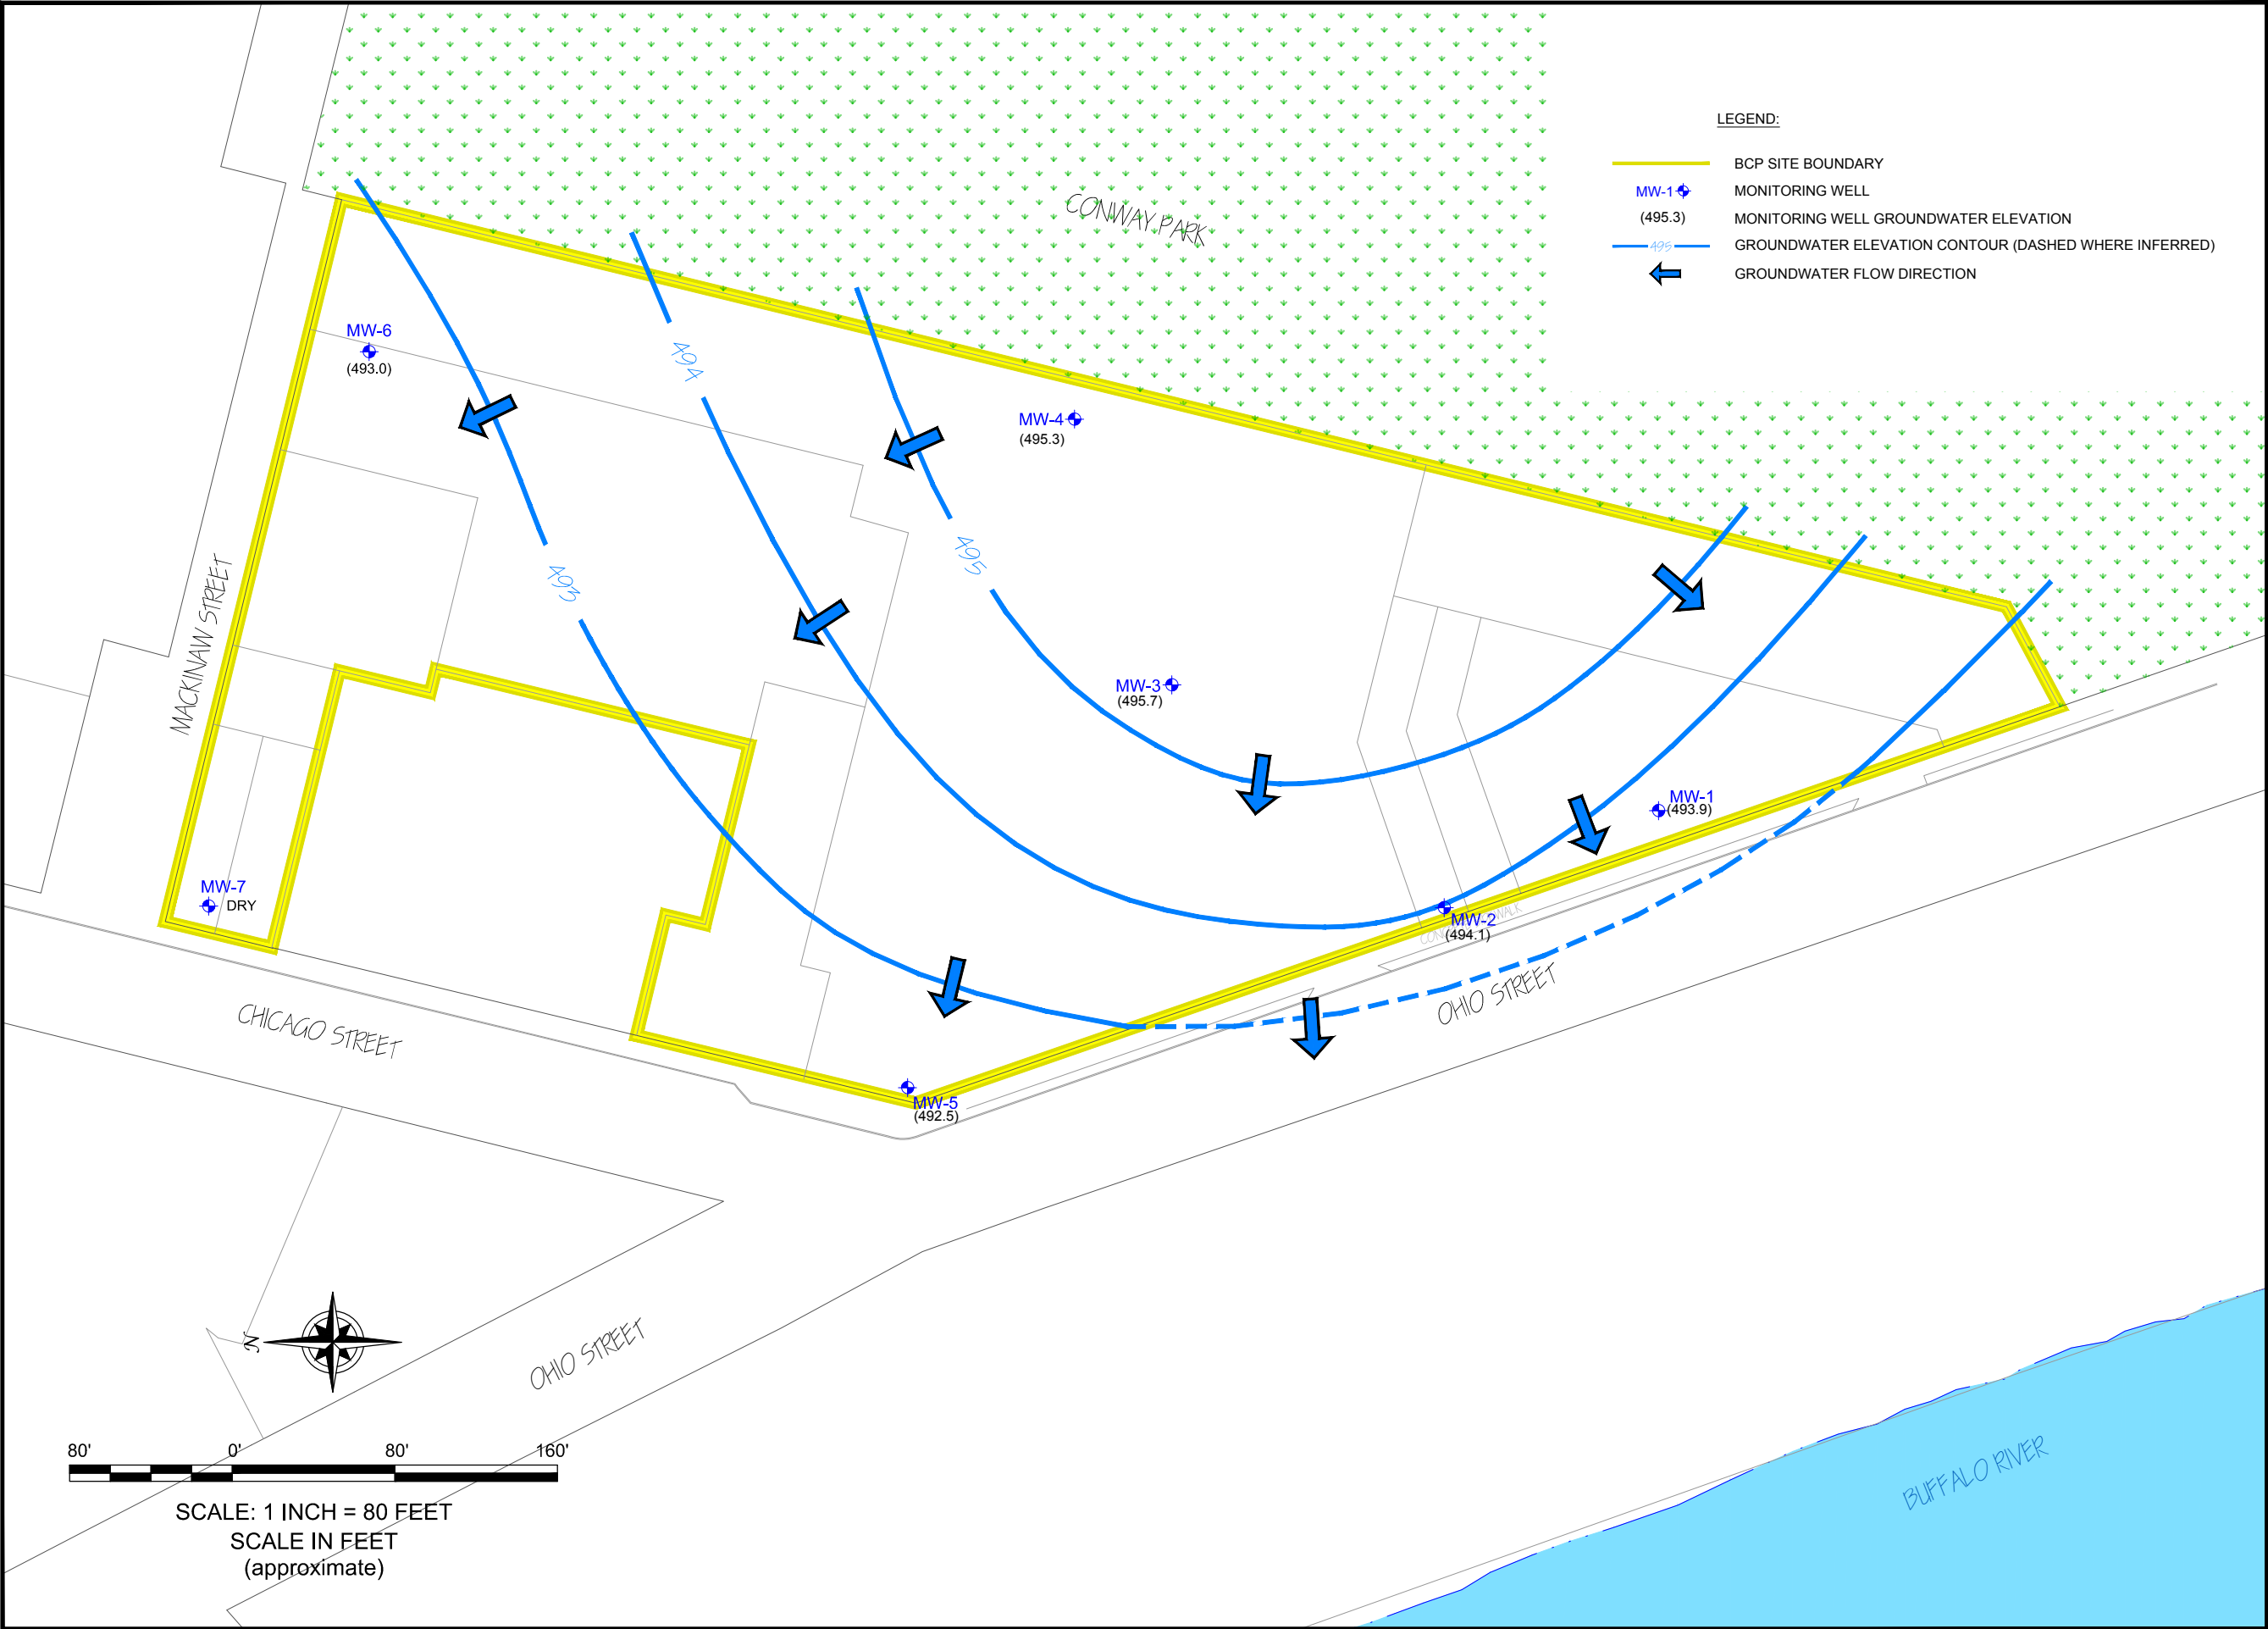 LEGEND:
BCP SITE BOUNDARY
MW-1 MONITORING WELL
(495.3) MONITORING WELL GROUNDWATER ELEVATION
495 GROUNDWATER ELEVATION CONTOUR (DASHED WHERE INFERRED)
GROUNDWATER FLOW DIRECTION
CONWAY PARK
MW-6
(493.0)
494
MW-4
(495.3)
495
493
MACKINAW STREET
MW-3
(495.7)
MW-1
(493.9)
MW-7
DRY
MW-2
(494.1)
OHIO STREET
CHICAGO STREET
MW-5
(492.5)
N
OHIO STREET
BUFFALO RIVER
80' 0' 80' 160'
SCALE: 1 INCH = 80 FEET
SCALE IN FEET
(approximate)